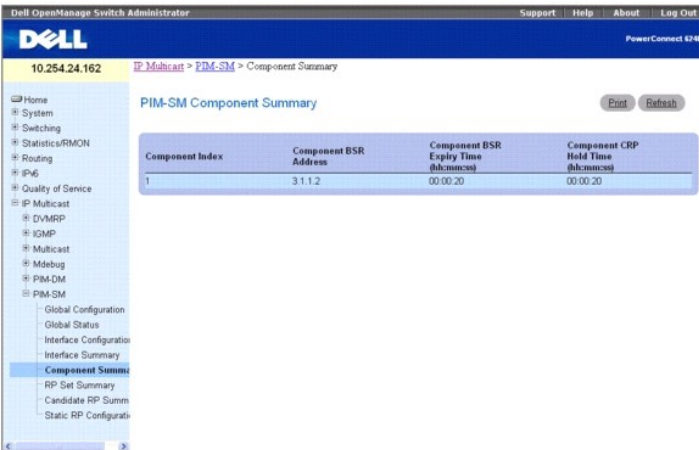 Dell OpenManage Switch Administrator
Support Help About Log Out
DELL
PowerConnect 624
10.254.24.162
IP Multicast > PIM-SM > Component Summary
Home
System
Switching
Statistics/RMON
Routing
IPv6
Quality of Service
IP Multicast
DVMRP
IGMP
Multicast
Mdebug
PIM-DM
PIM-SM
Global Configuration
Global Status
Interface Configuration
Interface Summary
Component Summa
RP Set Summary
Candidate RP Summ
Static RP Configurati
PIM-SM Component Summary
Print Refresh
Component Index
Component BSR Address
Component BSR Expiry Time (hh:mm:ss)
Component CRP Hold Time (hh:mm:ss)
1 3.1.1.2 00:00:20 00:00:20